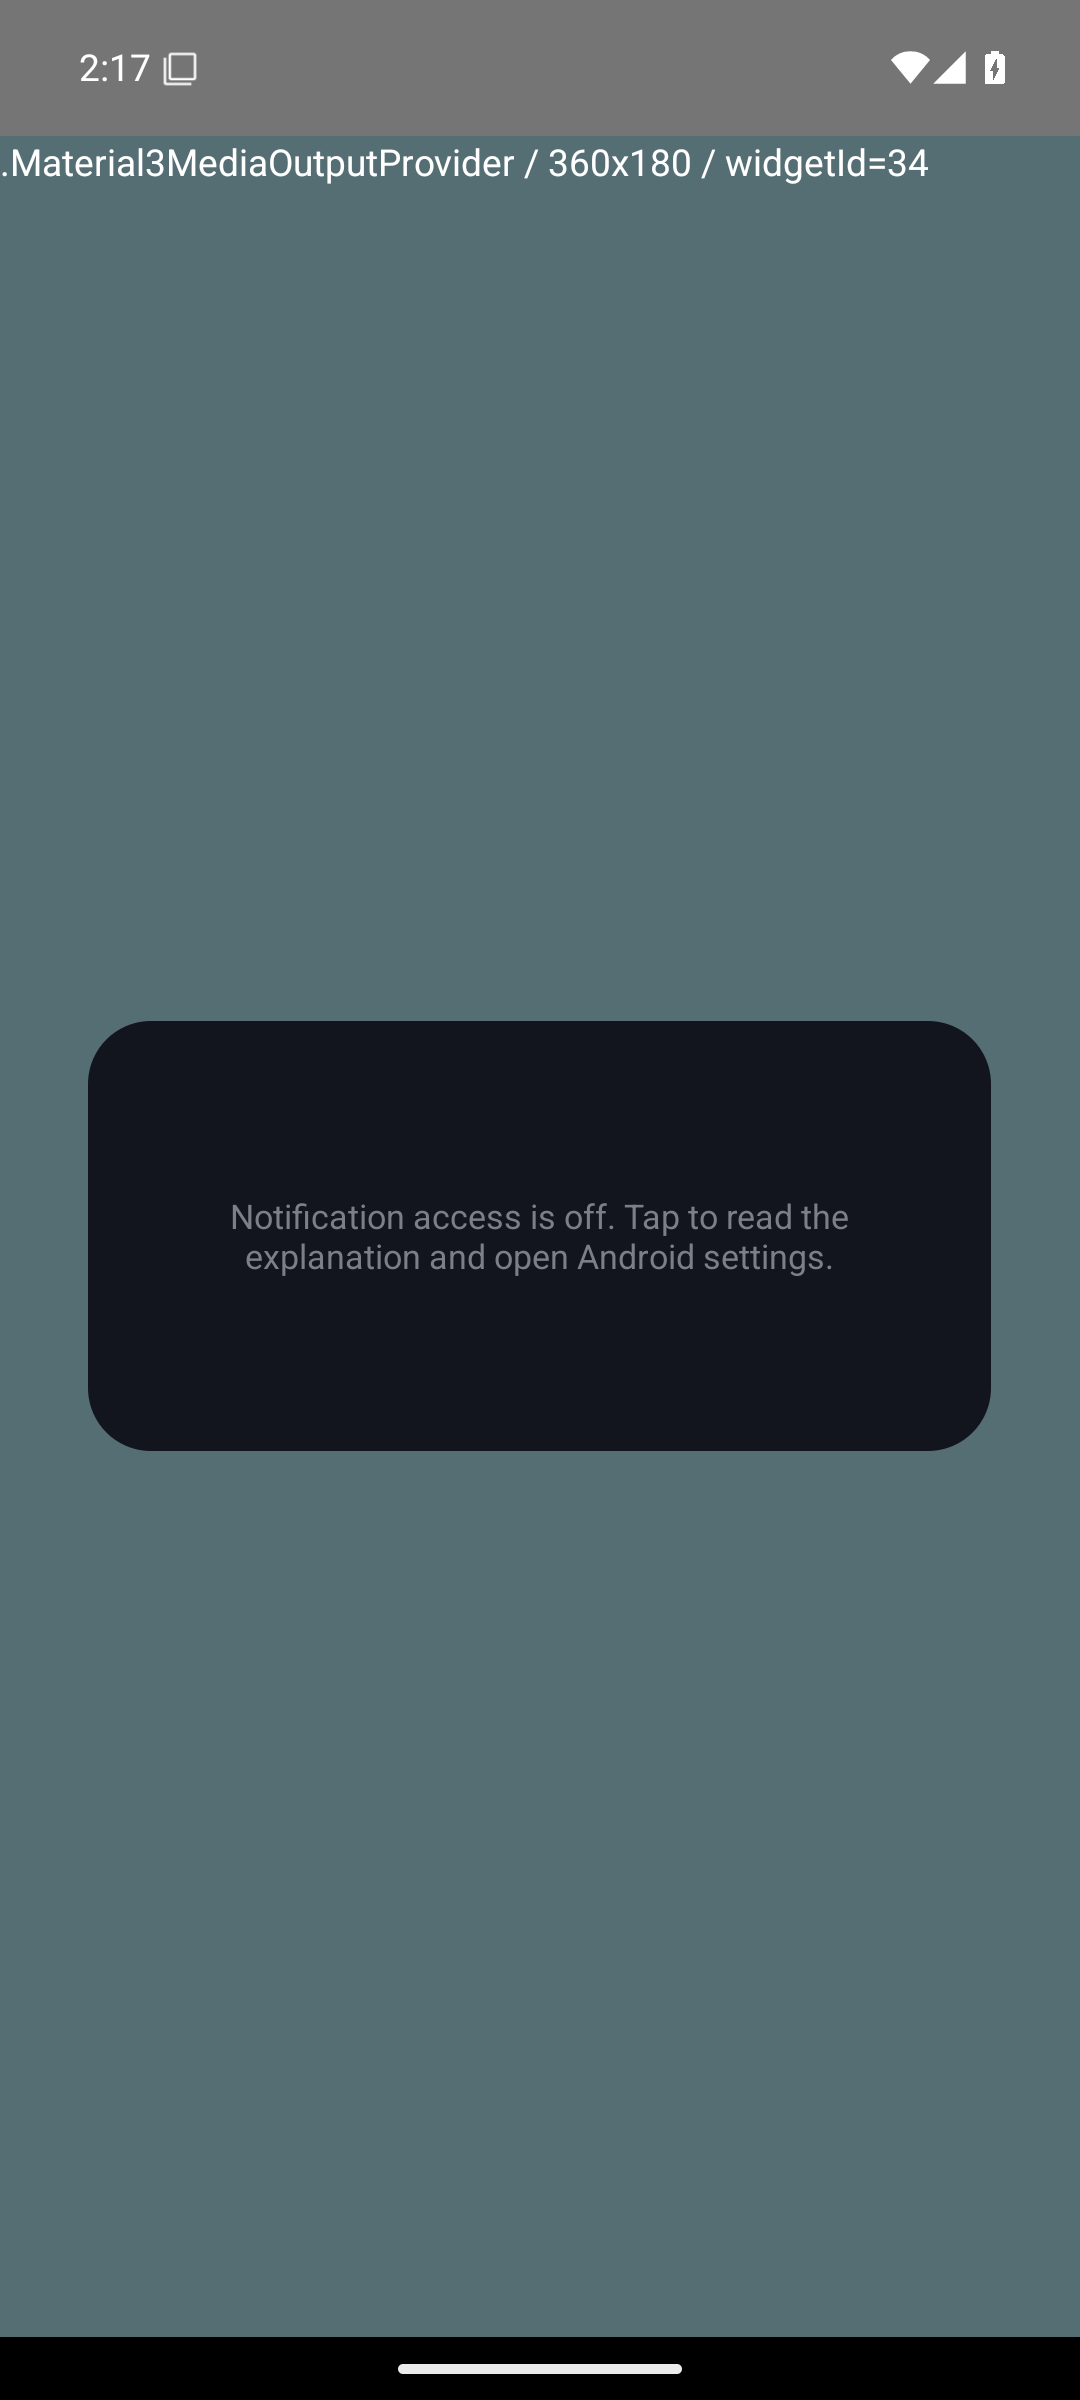 2:17
.Material3MediaOutputProvider / 360x180 / widgetId=34
Notification access is off. Tap to read the
explanation and open Android settings.